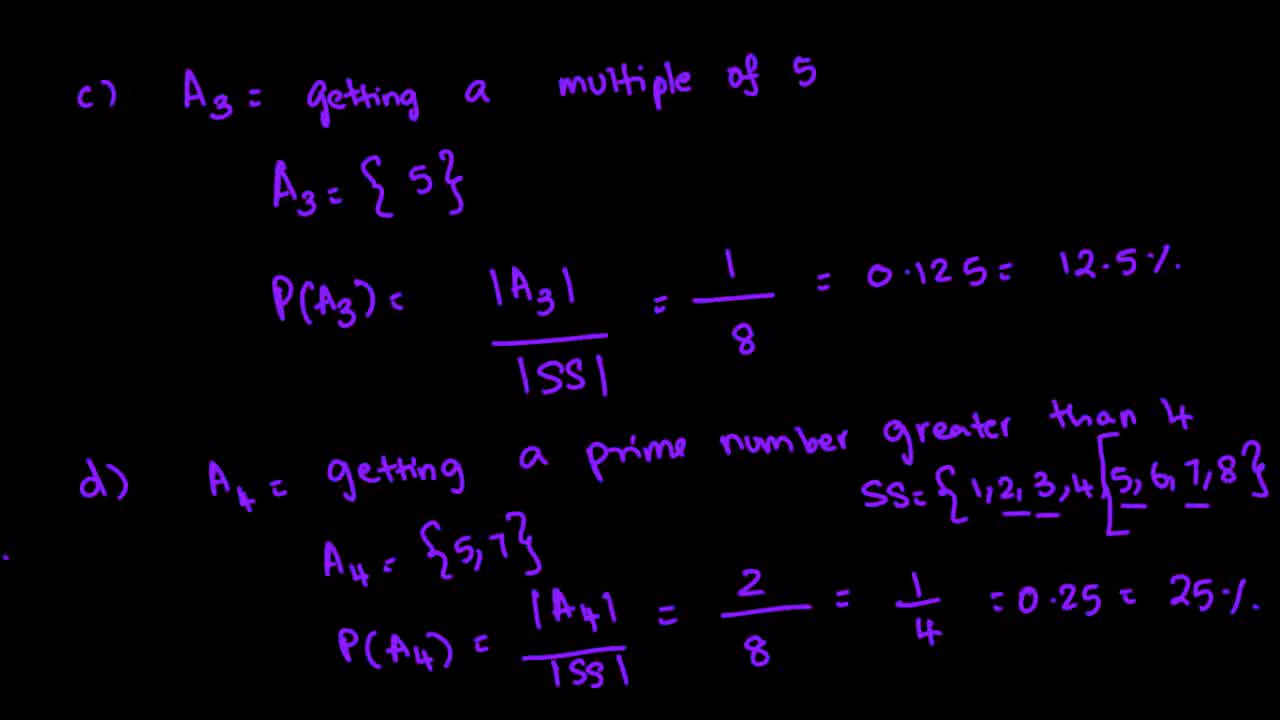 c) A₃ = getting a multiple of 5
A₃ = { 5 }
P(A₃) = |A₃| / |SS| = 1 / 8 = 0.125 = 12.5 %.
d) A₄ = getting a prime number greater than 4
SS = { 1, 2, 3, 4, [ 5, 6, 7, 8 }
A₄ = { 5, 7 }
P(A₄) = |A₄| / |SS| = 2 / 8 = 1 / 4 = 0.25 = 25 %.